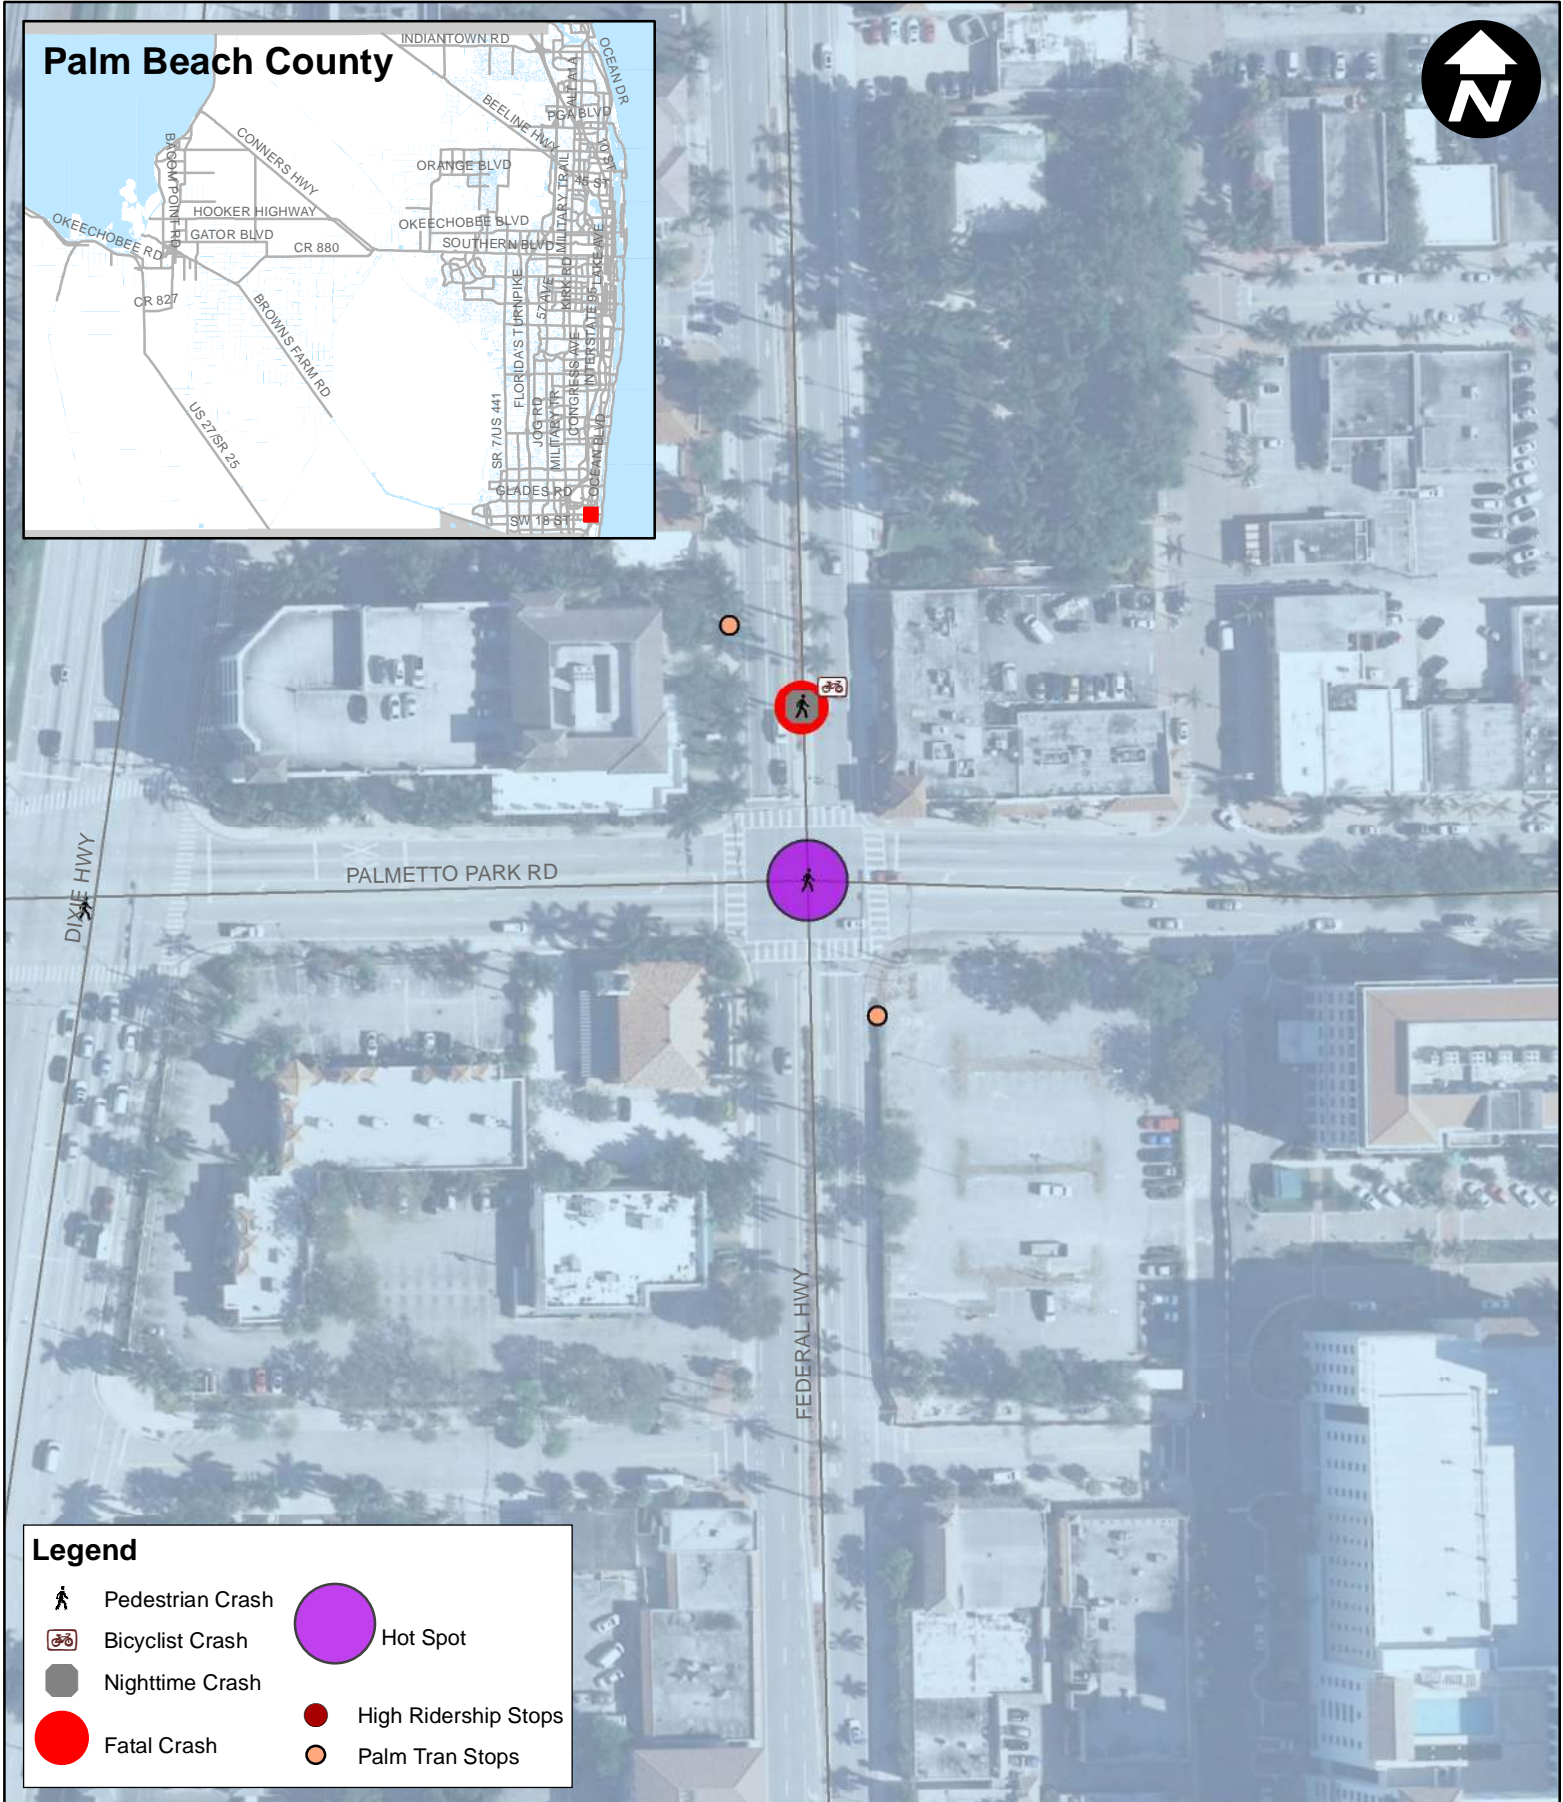 Palm Beach County
INDIANTOWN RD
OCEAN DR
ALT A1A
BEELINE HWY
PGA BLVD
BACOM POINT RD
CONNERS HWY
10 ST
ORANGE BLVD
MILITARY TRAIL
45 ST
HOOKER HIGHWAY
OKEECHOBEE BLVD
OKEECHOBEE RD
GATOR BLVD
CR 880
SOUTHERN BLVD
LAKE AVE
KIRK RD
57 AVE
INTERSTATE 95
CR 827
BROWNS FARM RD
FLORIDA'S TURNPIKE
CONGRESS AVE
US 27/SR 25
SR 7/US 441
JOG RD
MILITARY TR
OCEAN BLVD
GLADES RD
SW 18 ST
N
PALMETTO PARK RD
DIXIE HWY
FEDERAL HWY
Legend
Pedestrian Crash
Bicyclist Crash
Hot Spot
Nighttime Crash
High Ridership Stops
Fatal Crash
Palm Tran Stops